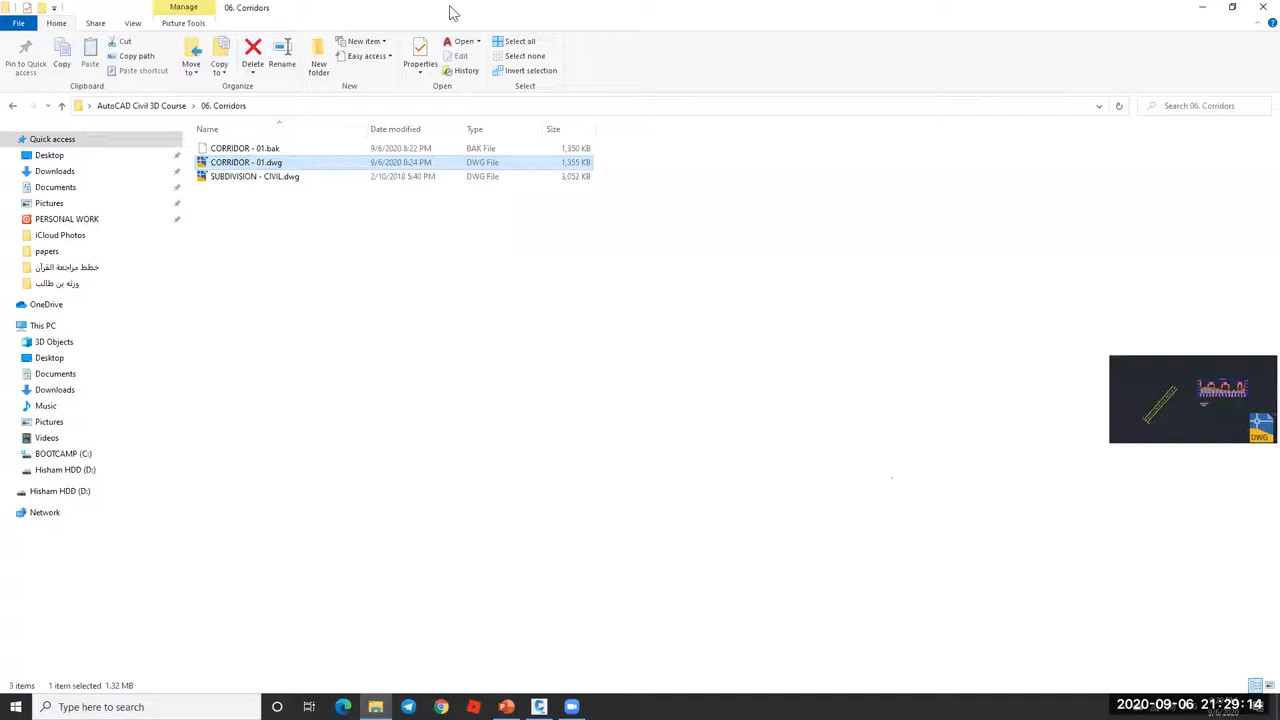 Manage
06. Corridors
File
Home
Share
View
Picture Tools
Pin to Quick access
Copy
Paste
Cut
Copy path
Paste shortcut
Clipboard
Move to
Copy to
Delete
Rename
Organize
New folder
New item
Easy access
New
Properties
Open
Edit
History
Open
Select all
Select none
Invert selection
Select
AutoCAD Civil 3D Course
06. Corridors
Search 06. Corridors
Name
Date modified
Type
Size
CORRIDOR - 01.bak 9/6/2020 8:22 PM BAK File 1,350 KB
CORRIDOR - 01.dwg 9/6/2020 8:24 PM DWG File 1,355 KB
SUBDIVISION - CIVIL.dwg 2/10/2018 5:40 PM DWG File 3,052 KB
Quick access
Desktop
Downloads
Documents
Pictures
PERSONAL WORK
iCloud Photos
papers
خطط مراجعة القرآن
ورثه بن طالب
OneDrive
This PC
3D Objects
Desktop
Documents
Downloads
Music
Pictures
Videos
BOOTCAMP (C:)
Hisham HDD (D:)
Hisham HDD (D:)
Network
DWG
3 items
1 item selected 1.32 MB
Type here to search
2020-09-06 21:29:14